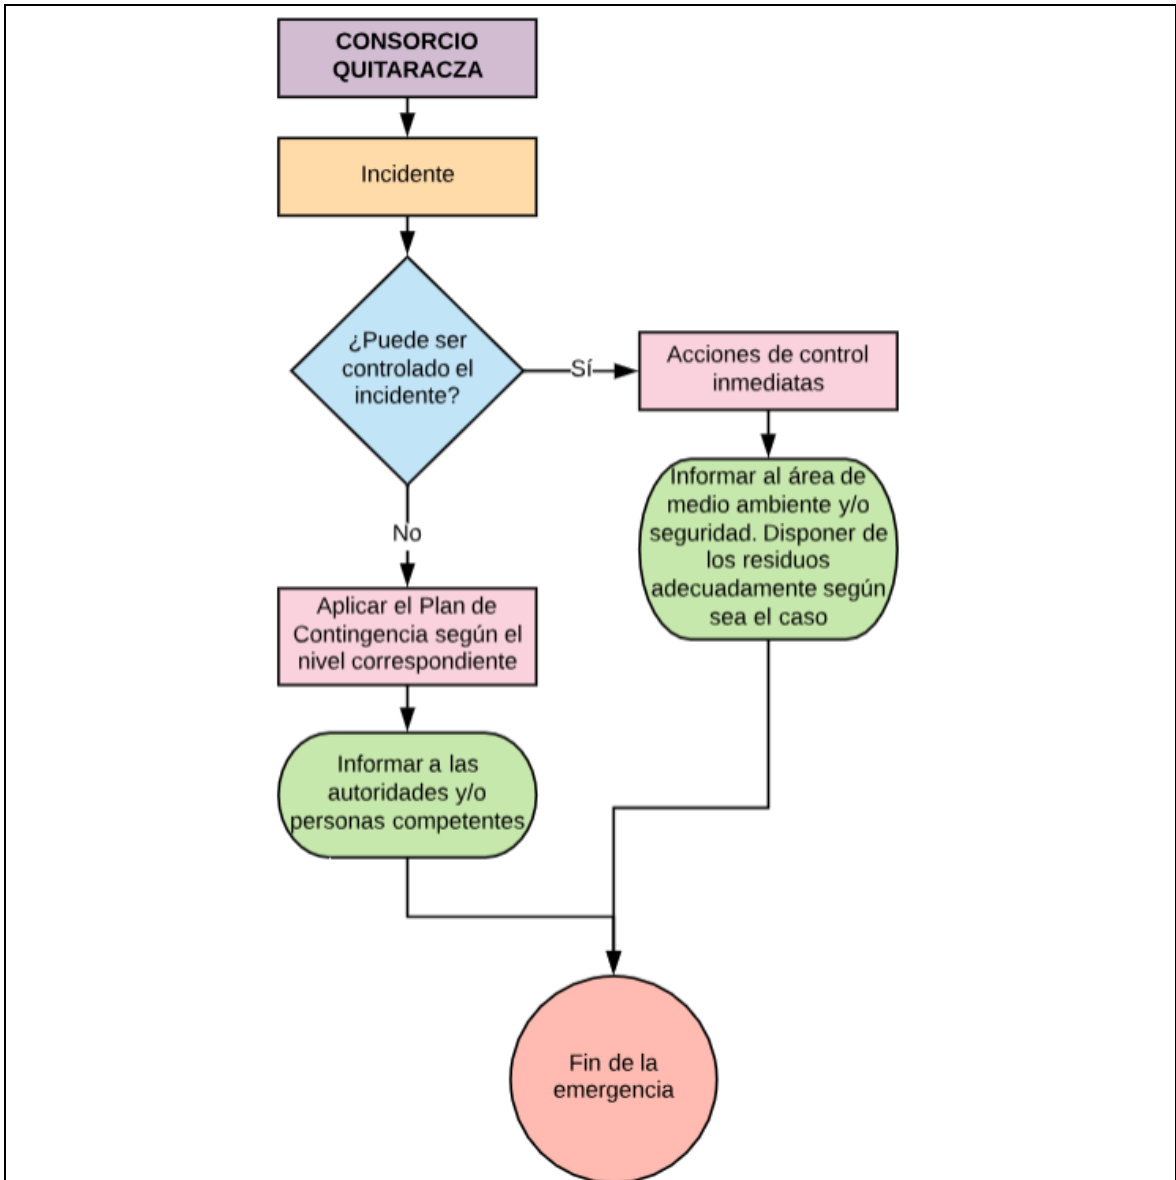 CONSORCIO
QUITARACZA
Incidente
¿Puede ser
controlado el
incidente?
Sí
Acciones de control
inmediatas
Informar al área de
medio ambiente y/o
seguridad. Disponer de
los residuos
adecuadamente según
sea el caso
No
Aplicar el Plan de
Contingencia según el
nivel correspondiente
Informar a las
autoridades y/o
personas competentes
Fin de la
emergencia